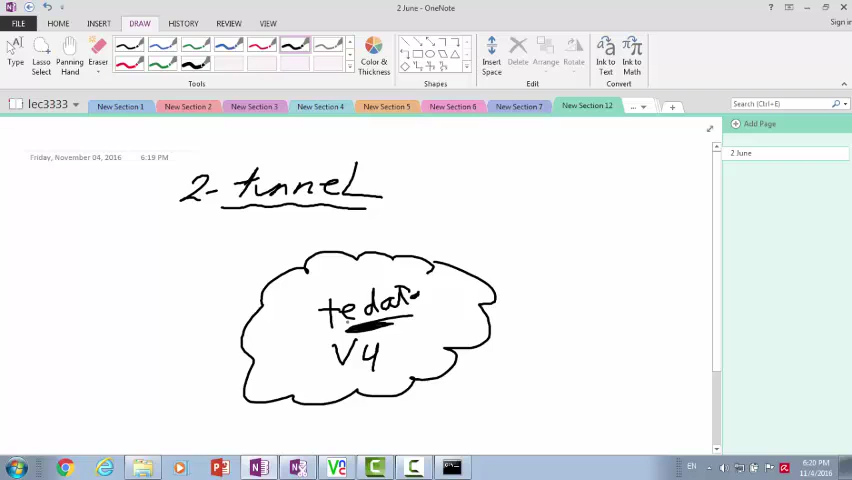 2 June - OneNote
Sign in
FILE HOME INSERT DRAW HISTORY REVIEW VIEW
Type Lasso Select Panning Hand Eraser Color & Thickness Insert Space Delete Arrange Rotate Ink to Text Ink to Math
Tools Shapes Edit Convert
lec3333 New Section 1 New Section 2 New Section 3 New Section 4 New Section 5 New Section 6 New Section 7 New Section 12 ... Search (Ctrl+E)
Add Page
2 June
Friday, November 04, 2016 6:19 PM
2- tunnel
tedata
V4
EN 6:20 PM
11/4/2016